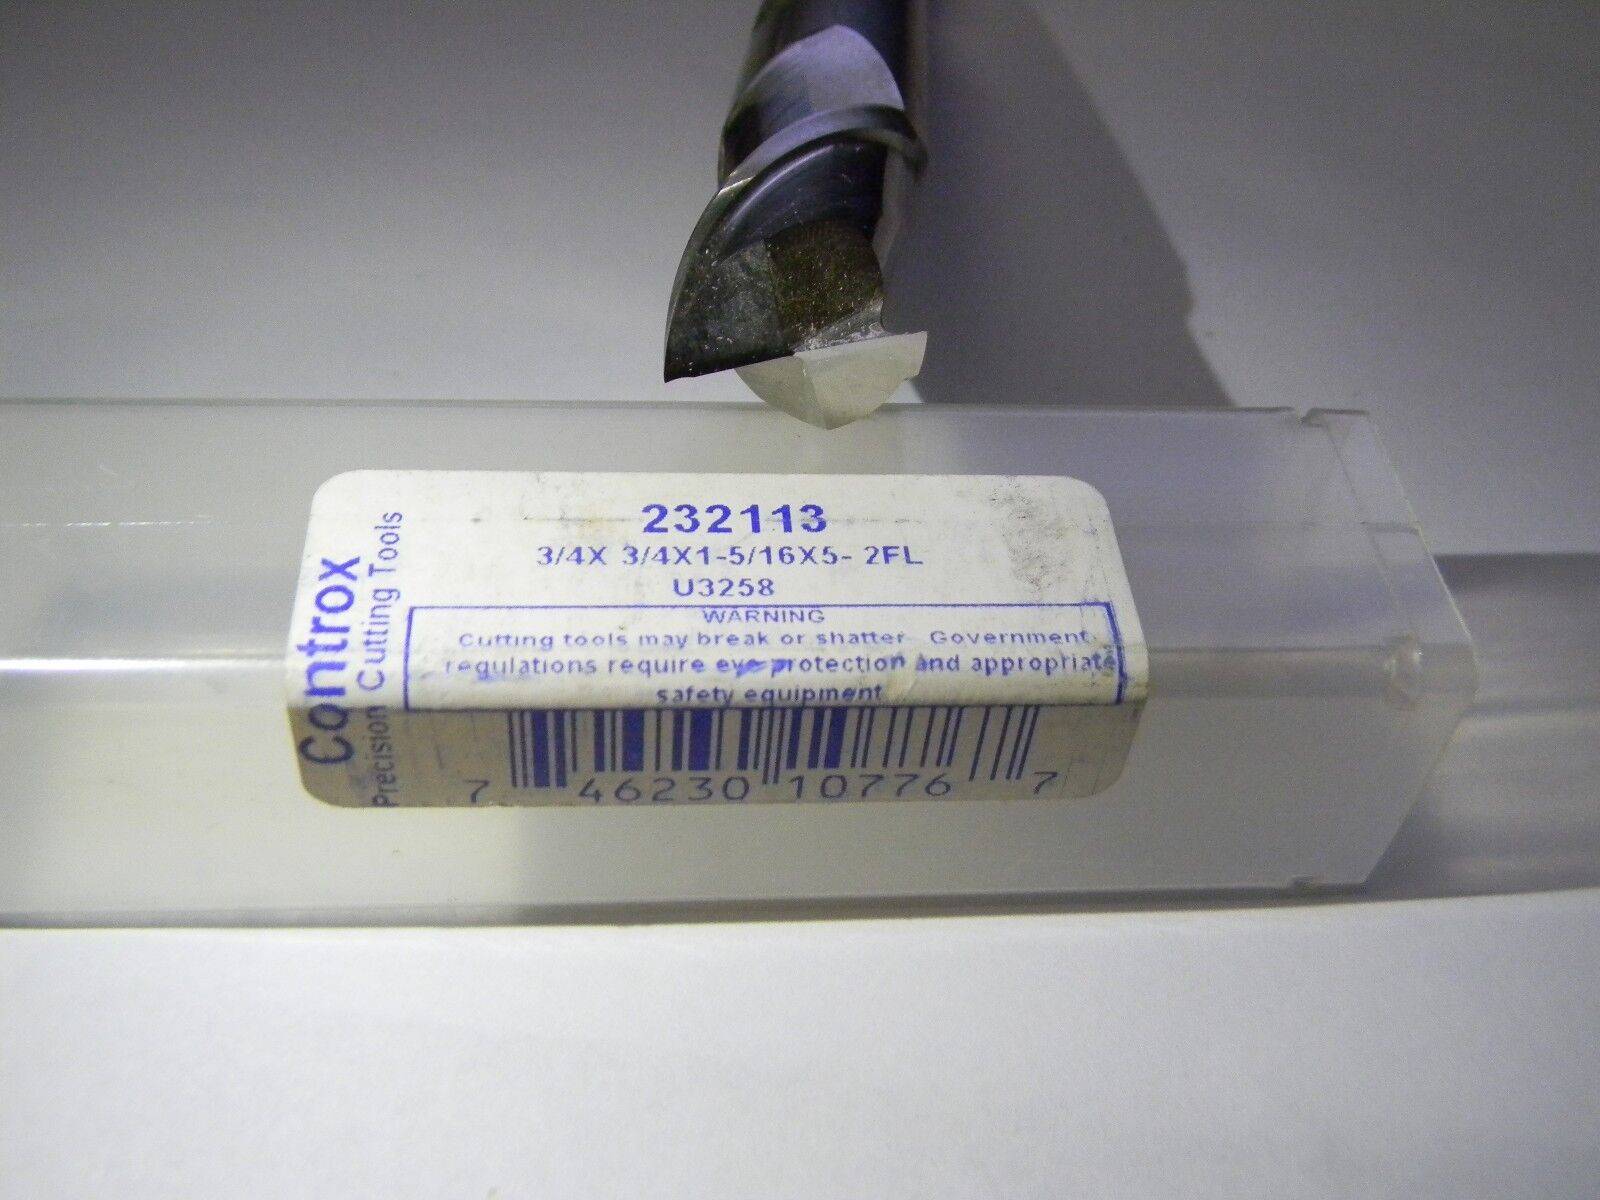 Controx
Precision Cutting Tools
232113
3/4X 3/4X1-5/16X5- 2FL
U3258
WARNING
Cutting tools may break or shatter Government
regulations require eye protection and appropriate
safety equipment
7 46230 10776 7